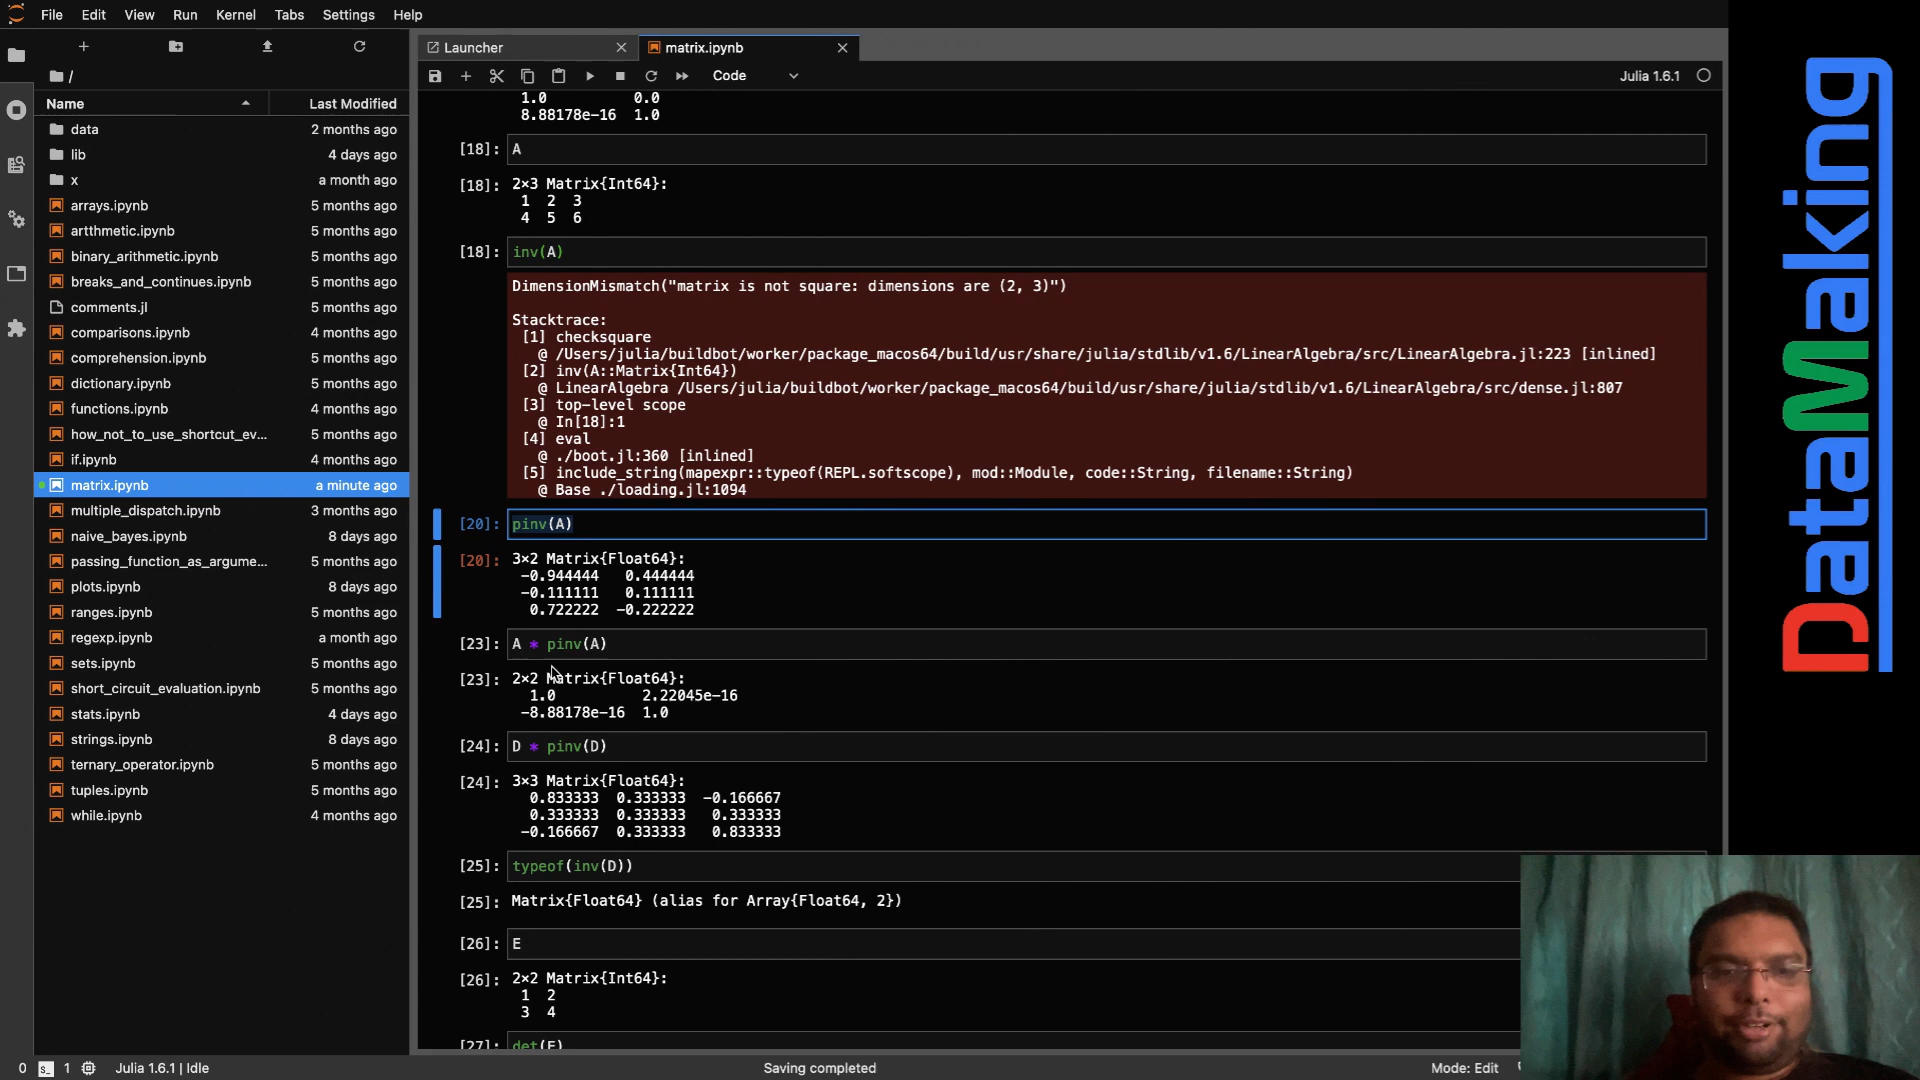 File Edit View Run Kernel Tabs Settings Help
Launcher
matrix.ipynb
Code
Julia 1.6.1
/
Name Last Modified
data 2 months ago
lib 4 days ago
x a month ago
arrays.ipynb 5 months ago
artthmetic.ipynb 5 months ago
binary_arithmetic.ipynb 5 months ago
breaks_and_continues.ipynb 5 months ago
comments.jl 5 months ago
comparisons.ipynb 4 months ago
comprehension.ipynb 5 months ago
dictionary.ipynb 5 months ago
functions.ipynb 4 months ago
how_not_to_use_shortcut_ev... 5 months ago
if.ipynb 4 months ago
matrix.ipynb a minute ago
multiple_dispatch.ipynb 3 months ago
naive_bayes.ipynb 8 days ago
passing_function_as_argume... 5 months ago
plots.ipynb 8 days ago
ranges.ipynb 5 months ago
regexp.ipynb a month ago
sets.ipynb 5 months ago
short_circuit_evaluation.ipynb 5 months ago
stats.ipynb 4 days ago
strings.ipynb 8 days ago
ternary_operator.ipynb 5 months ago
tuples.ipynb 5 months ago
while.ipynb 4 months ago
1.0 0.0
8.88178e-16 1.0
[18]: A
[18]: 2×3 Matrix{Int64}:
1 2 3
4 5 6
[18]: inv(A)
DimensionMismatch("matrix is not square: dimensions are (2, 3)")
Stacktrace:
[1] checksquare
@ /Users/julia/buildbot/worker/package_macos64/build/usr/share/julia/stdlib/v1.6/LinearAlgebra/src/LinearAlgebra.jl:223 [inlined]
[2] inv(A::Matrix{Int64})
@ LinearAlgebra /Users/julia/buildbot/worker/package_macos64/build/usr/share/julia/stdlib/v1.6/LinearAlgebra/src/dense.jl:807
[3] top-level scope
@ In[18]:1
[4] eval
@ ./boot.jl:360 [inlined]
[5] include_string(mapexpr::typeof(REPL.softscope), mod::Module, code::String, filename::String)
@ Base ./loading.jl:1094
[20]: pinv(A)
[20]: 3×2 Matrix{Float64}:
-0.944444 0.444444
-0.111111 0.111111
0.722222 -0.222222
[23]: A * pinv(A)
[23]: 2×2 Matrix{Float64}:
1.0 2.22045e-16
-8.88178e-16 1.0
[24]: D * pinv(D)
[24]: 3×3 Matrix{Float64}:
0.833333 0.333333 -0.166667
0.333333 0.333333 0.333333
-0.166667 0.333333 0.833333
[25]: typeof(inv(D))
[25]: Matrix{Float64} (alias for Array{Float64, 2})
[26]: E
[26]: 2×2 Matrix{Int64}:
1 2
3 4
[27]: det(E)
0 1 Julia 1.6.1 | Idle Saving completed Mode: Edit
DataMaking